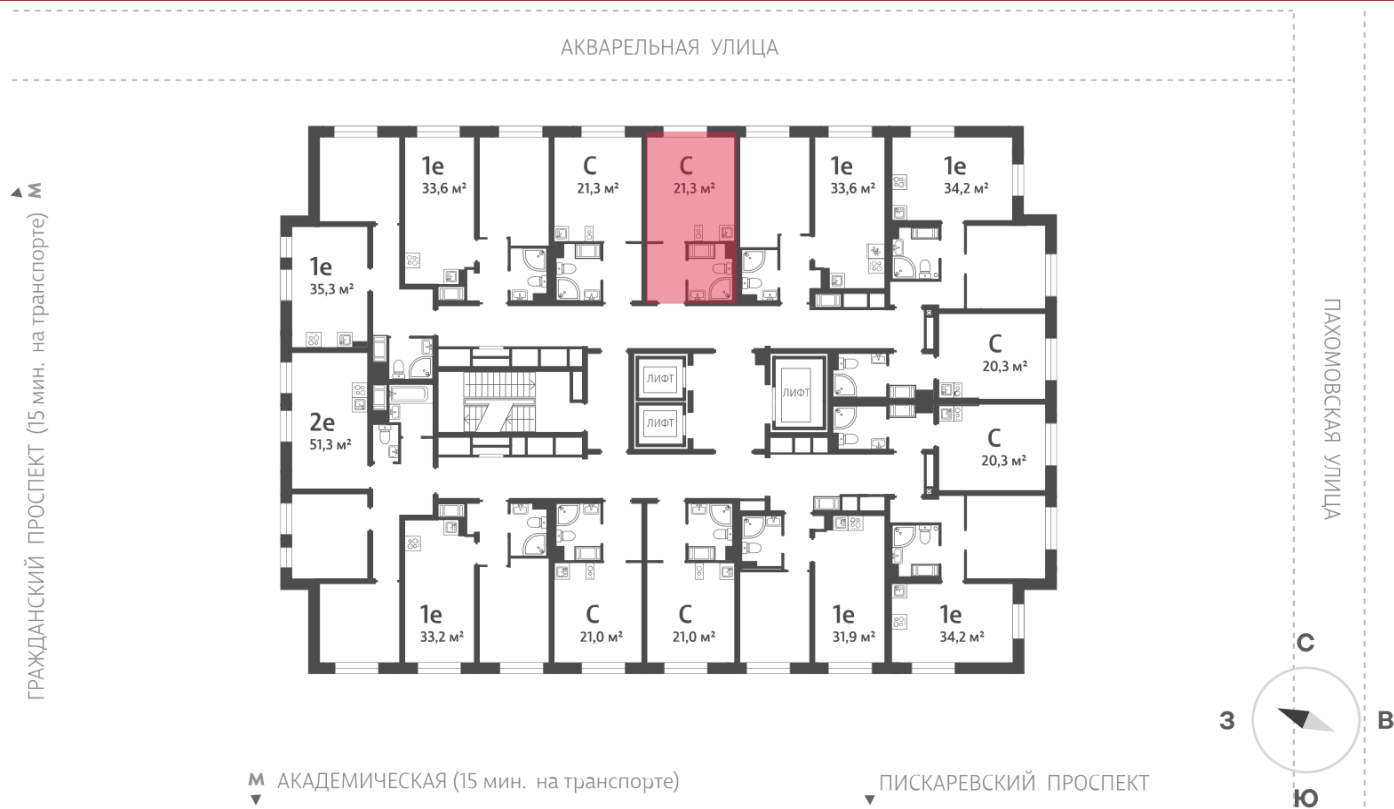 АКВАРЕЛЬНАЯ УЛИЦА
М
ГРАЖДАНСКИЙ ПРОСПЕКТ (15 мин. на транспорте)
1е
33,6 м²
С
21,3 м²
С
21,3 м²
1е
33,6 м²
1е
34,2 м²
1е
35,3 м²
С
20,3 м²
ЛИФТ
ЛИФТ
ЛИФТ
2е
51,3 м²
С
20,3 м²
1е
33,2 м²
С
21,0 м²
С
21,0 м²
1е
31,9 м²
1е
34,2 м²
ПАХОМОВСКАЯ УЛИЦА
С
З
В
Ю
М АКАДЕМИЧЕСКАЯ (15 мин. на транспорте)
ПИСКАРЕВСКИЙ ПРОСПЕКТ